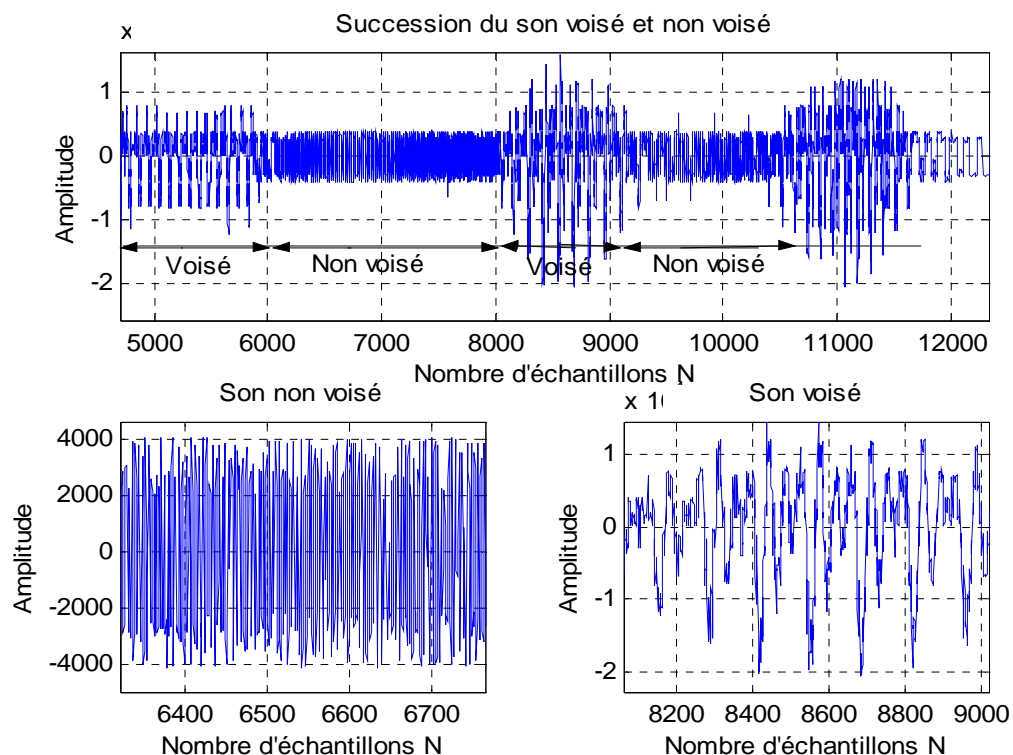 x
Succession du son voisé et non voisé
Amplitude
1
0
-1
-2
Voisé
Non voisé
Voisé
Non voisé
5000 6000 7000 8000 9000 10000 11000 12000
Nombre d'échantillons N
Son non voisé
Amplitude
4000
2000
0
-2000
-4000
6400 6500 6600 6700
Nombre d'échantillons N
x 10
Son voisé
Amplitude
1
0
-1
-2
8200 8400 8600 8800 9000
Nombre d'échantillons N